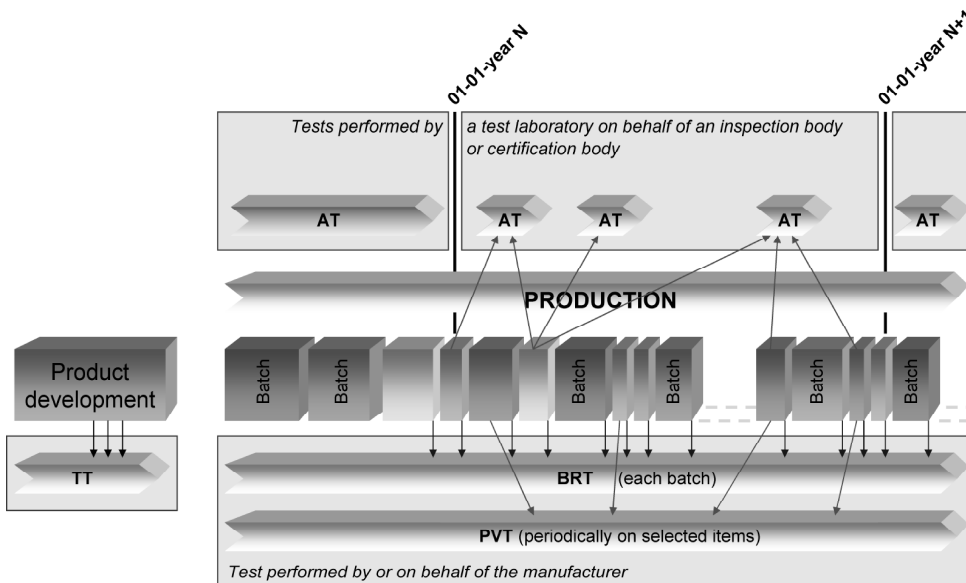 01-01-year N
01-01-year N+1
Tests performed by
a test laboratory on behalf of an inspection body
or certification body
AT
AT
AT
AT
AT
PRODUCTION
Product
development
Batch
Batch
Batch
Batch
Batch
Batch
TT
BRT (each batch)
PVT (periodically on selected items)
Test performed by or on behalf of the manufacturer